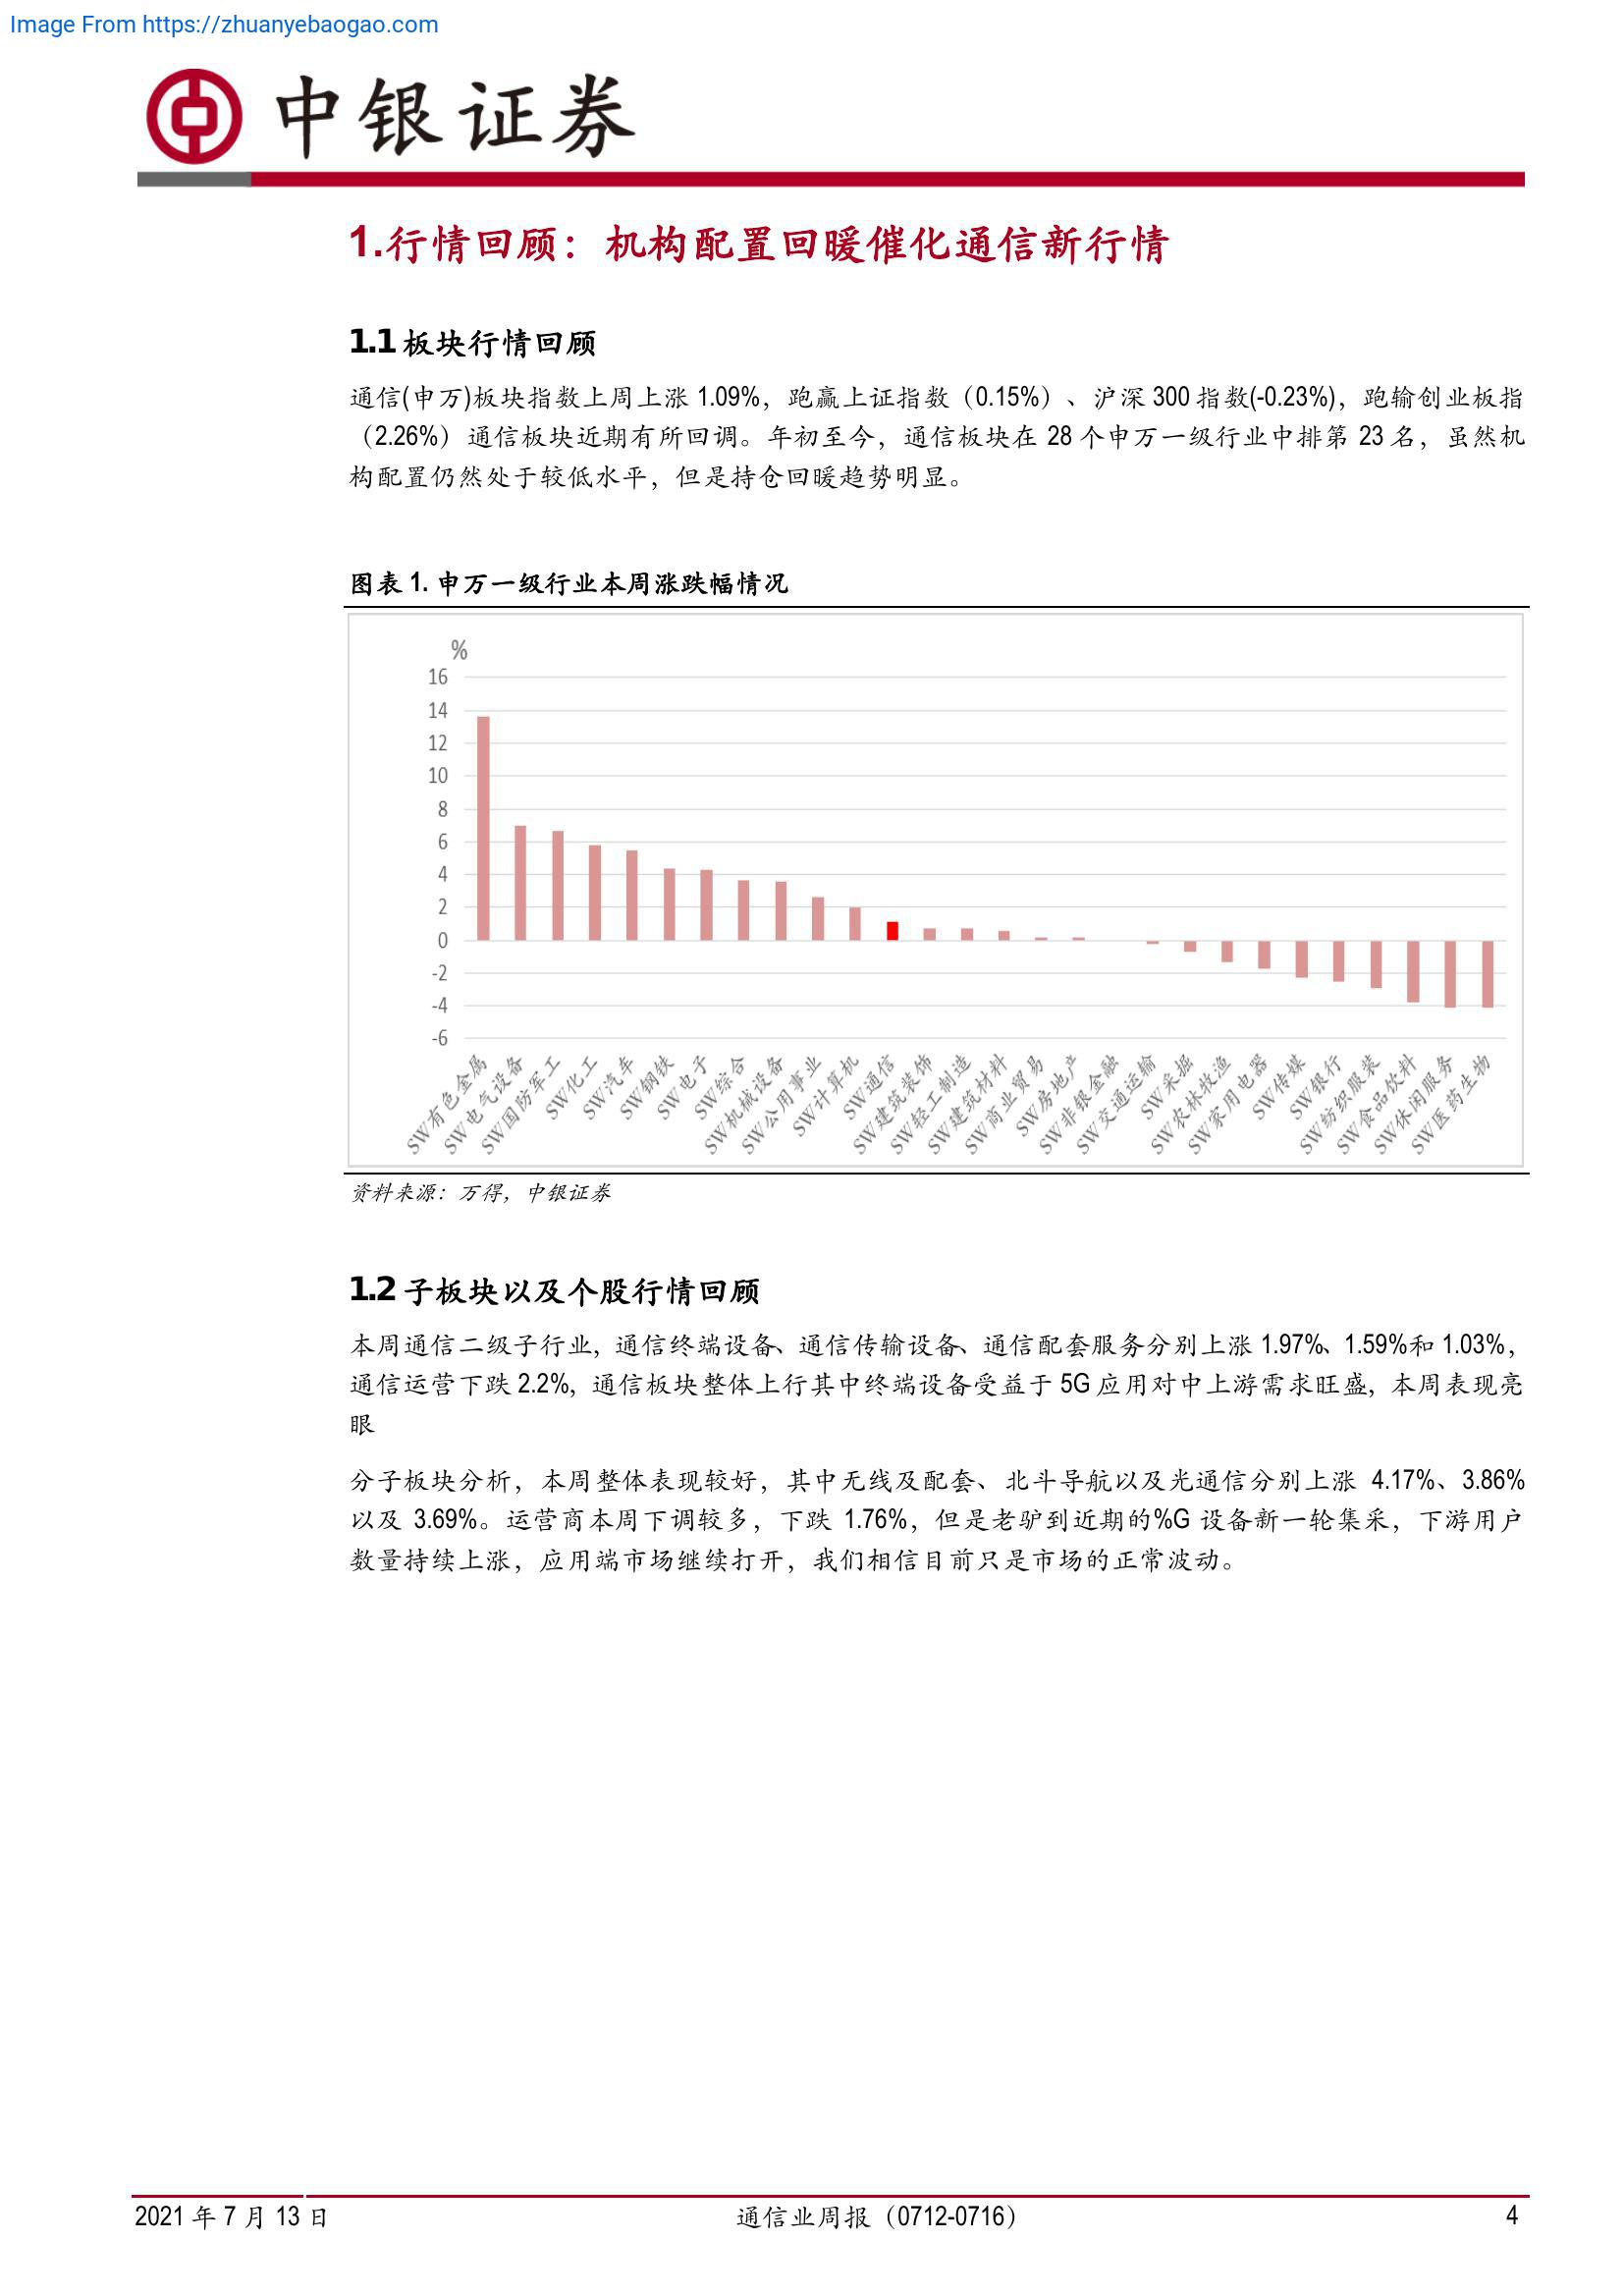 Image From https://zhuanyebaogao.com
中银证券
1.行情回顾：机构配置回暖催化通信新行情
1.1 板块行情回顾
通信(申万)板块指数上周上涨 1.09%，跑赢上证指数（0.15%）、沪深 300 指数(-0.23%)，跑输创业板指
（2.26%）通信板块近期有所回调。年初至今，通信板块在 28 个申万一级行业中排第 23 名，虽然机
构配置仍然处于较低水平，但是持仓回暖趋势明显。
图表 1. 申万一级行业本周涨跌幅情况
%
16
14
12
10
8
6
4
2
0
-2
-4
-6
SW有色金属
SW电气设备
SW国防军工
SW化工
SW汽车
SW钢铁
SW电子
SW综合
SW机械设备
SW公用事业
SW计算机
SW通信
SW建筑装饰
SW轻工制造
SW建筑材料
SW商业贸易
SW房地产
SW非银金融
SW交通运输
SW采掘
SW农林牧渔
SW家用电器
SW传媒
SW银行
SW纺织服装
SW食品饮料
SW休闲服务
SW医药生物
资料来源：万得，中银证券
1.2 子板块以及个股行情回顾
本周通信二级子行业，通信终端设备、通信传输设备、通信配套服务分别上涨 1.97%、1.59%和 1.03%，
通信运营下跌 2.2%，通信板块整体上行其中终端设备受益于 5G 应用对中上游需求旺盛，本周表现亮
眼
分子板块分析，本周整体表现较好，其中无线及配套、北斗导航以及光通信分别上涨 4.17%、3.86%
以及 3.69%。运营商本周下调较多，下跌 1.76%，但是老驴到近期的%G 设备新一轮集采，下游用户
数量持续上涨，应用端市场继续打开，我们相信目前只是市场的正常波动。
2021 年 7 月 13 日
通信业周报（0712-0716）
4